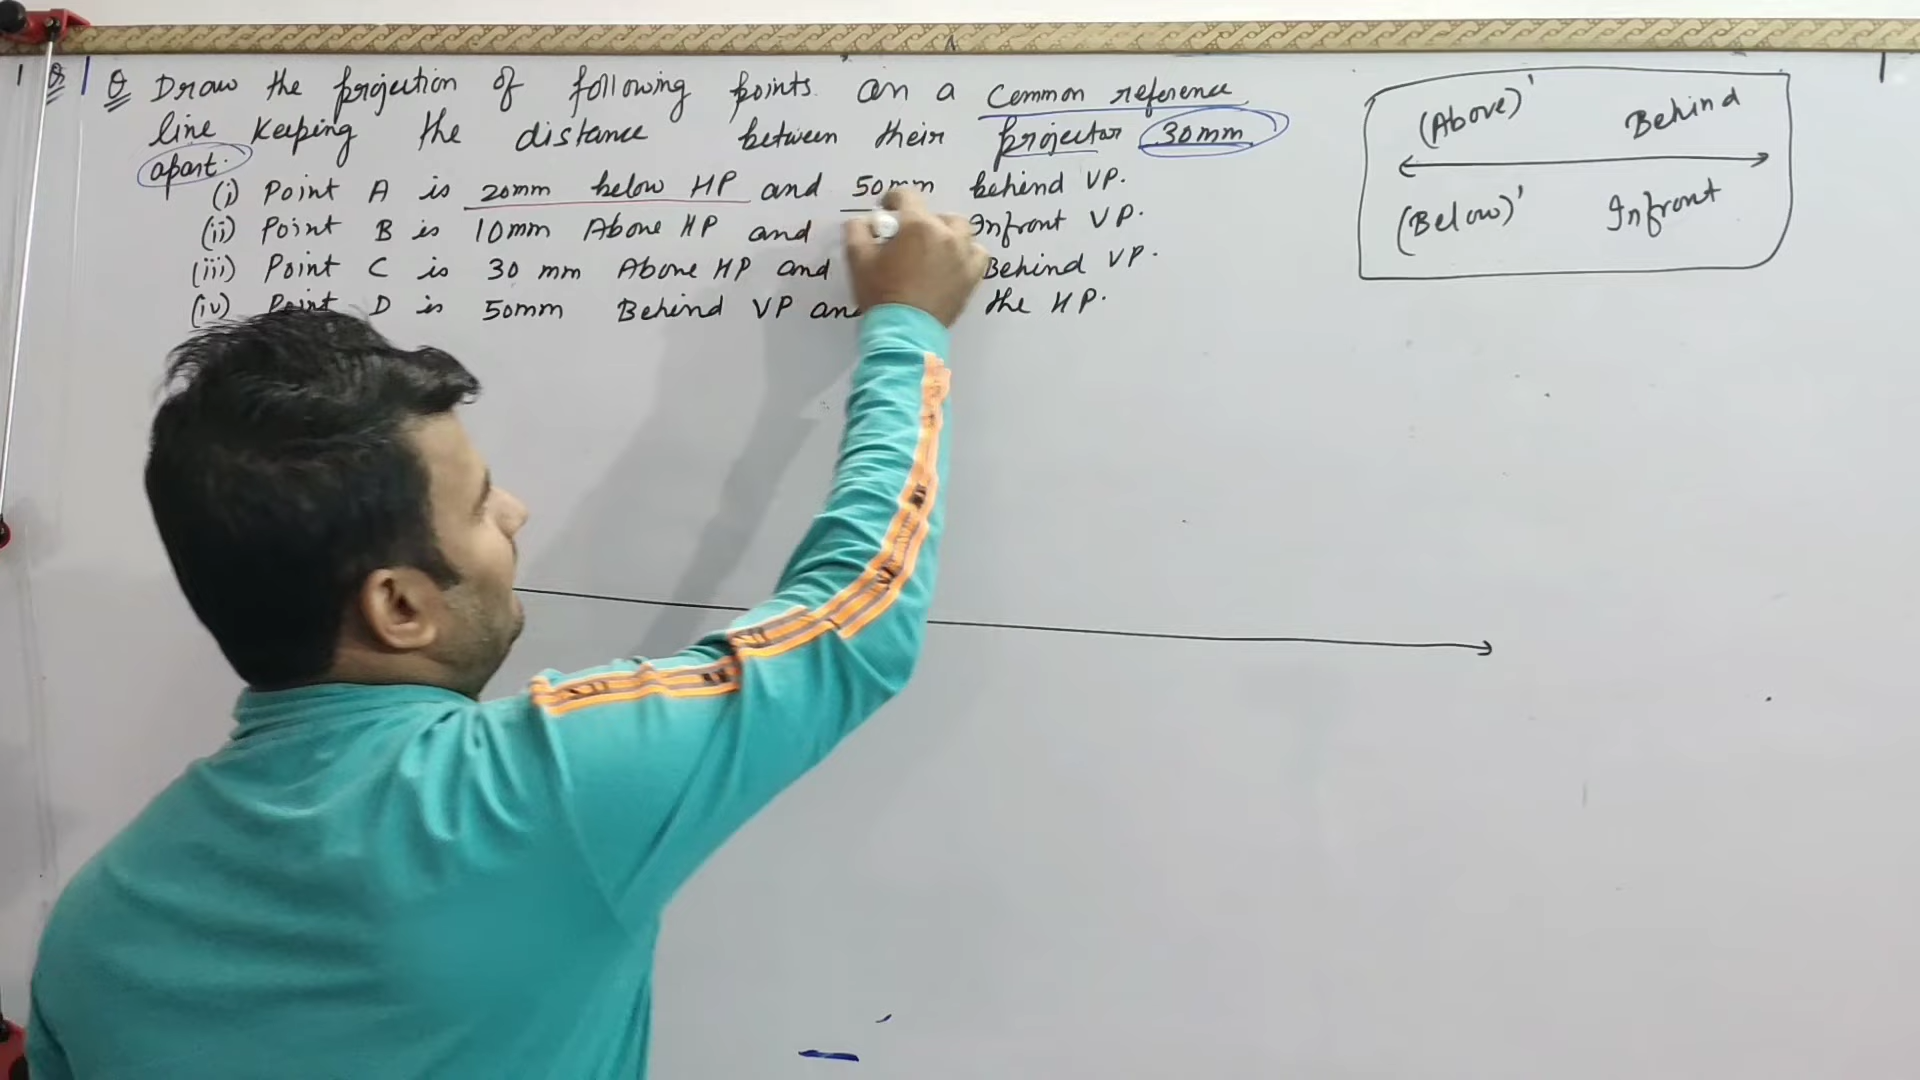 Q Q Draw the projection of following points on a Common reference
line Keeping the distance between their projector 30mm
apart.
(i) Point A is 20mm below HP and 50mm behind VP.
(ii) Point B is 10mm Above HP and Infront VP.
(iii) Point C is 30 mm Above HP and Behind VP.
(iv) Point D is 50mm Behind VP and the HP.
(Above)' Behind
(Below)' Infront